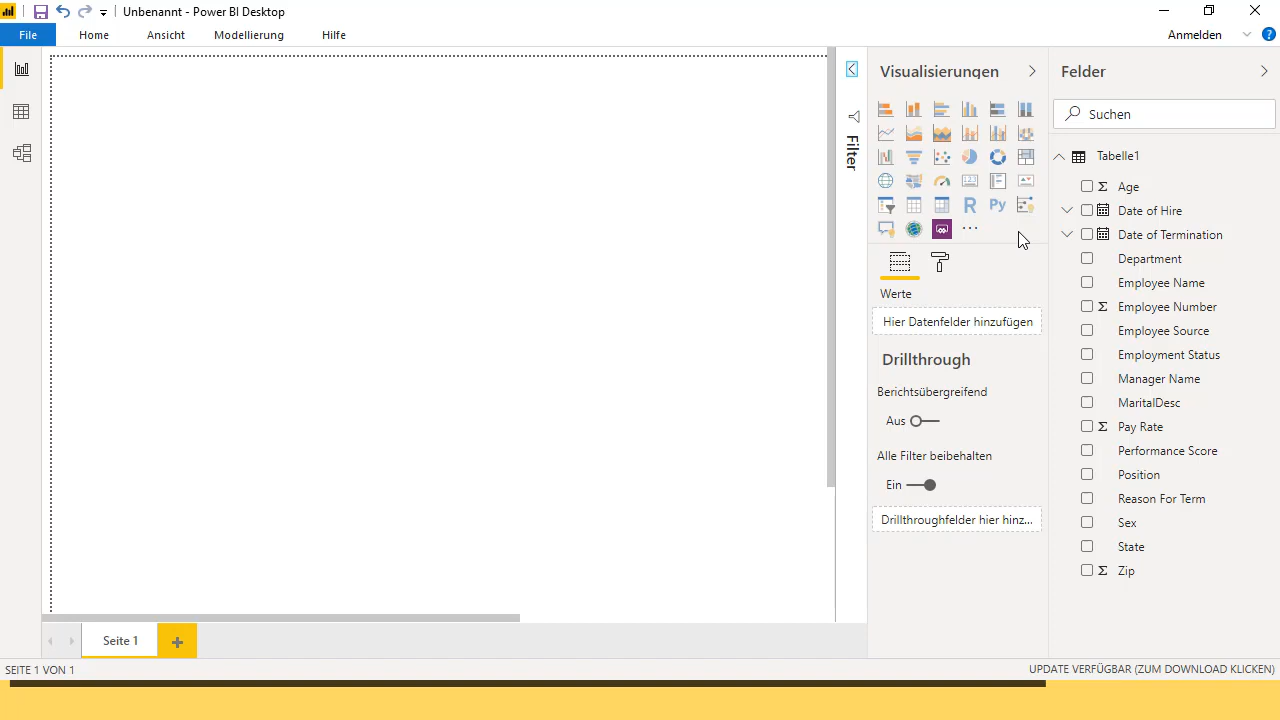 Unbenannt - Power BI Desktop
File Home Ansicht Modellierung Hilfe Anmelden ?
Filter
Visualisierungen
123
R Py
...
Werte
Hier Datenfelder hinzufügen
Drillthrough
Berichtsübergreifend
Aus
Alle Filter beibehalten
Ein
Drillthroughfelder hier hinz...
Felder
Suchen
Tabelle1
Σ Age
Date of Hire
Date of Termination
Department
Employee Name
Σ Employee Number
Employee Source
Employment Status
Manager Name
MaritalDesc
Σ Pay Rate
Performance Score
Position
Reason For Term
Sex
State
Σ Zip
Seite 1 +
SEITE 1 VON 1
UPDATE VERFÜGBAR (ZUM DOWNLOAD KLICKEN)